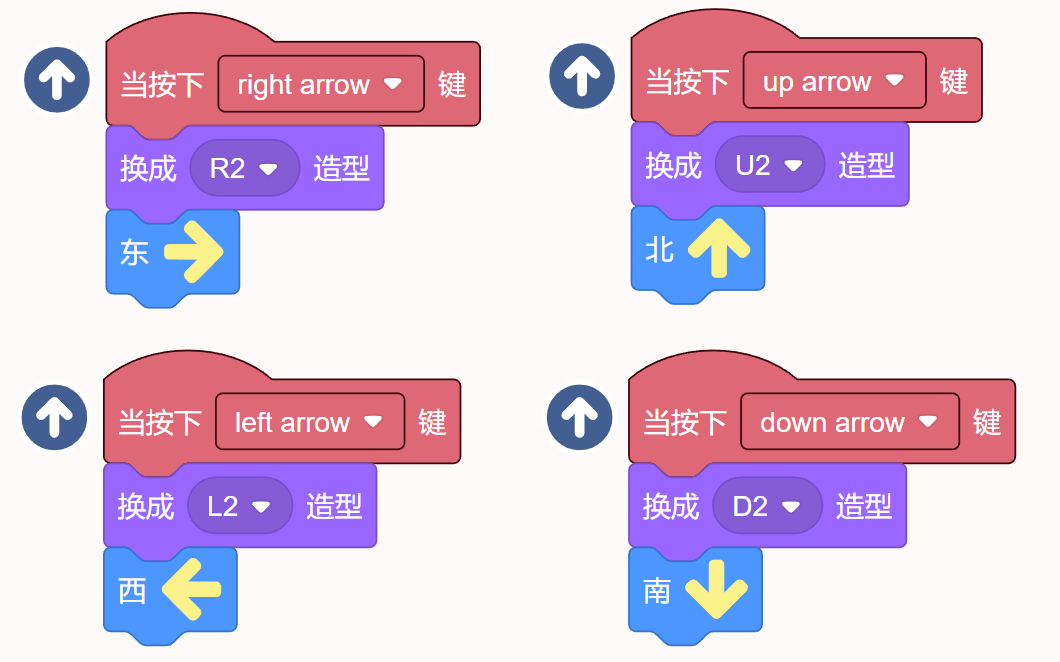 当按下 right arrow 键
换成 R2 造型
东
当按下 up arrow 键
换成 U2 造型
北
当按下 left arrow 键
换成 L2 造型
西
当按下 down arrow 键
换成 D2 造型
南